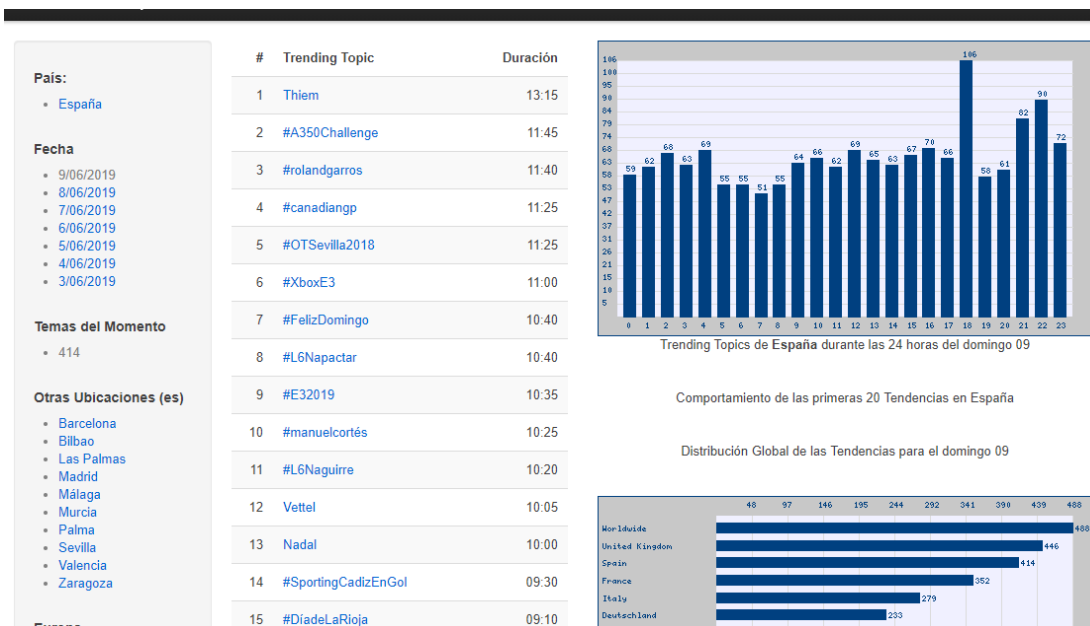 País:
España
Fecha
9/06/2019
8/06/2019
7/06/2019
6/06/2019
5/06/2019
4/06/2019
3/06/2019
Temas del Momento
414
Otras Ubicaciones (es)
Barcelona
Bilbao
Las Palmas
Madrid
Málaga
Murcia
Palma
Sevilla
Valencia
Zaragoza
# Trending Topic Duración
1 Thiem 13:15
2 #A350Challenge 11:45
3 #rolandgarros 11:40
4 #canadiangp 11:25
5 #OTSevilla2018 11:25
6 #XboxE3 11:00
7 #FelizDomingo 10:40
8 #L6Napactar 10:40
9 #E32019 10:35
10 #manuelcortés 10:25
11 #L6Naguirre 10:20
12 Vettel 10:05
13 Nadal 10:00
14 #SportingCadizEnGol 09:30
15 #DíadeLaRioja 09:10
106
100
95
90
84
79
74
68
63
58
53
47
42
37
31
26
21
15
10
5
59 62 68 63 69 55 55 51 55 64 66 62 69 65 63 67 70 66 106 58 61 82 90 72
0 1 2 3 4 5 6 7 8 9 10 11 12 13 14 15 16 17 18 19 20 21 22 23
Trending Topics de España durante las 24 horas del domingo 09
Comportamiento de las primeras 20 Tendencias en España
Distribución Global de las Tendencias para el domingo 09
48 97 146 195 244 292 341 390 439 488
Worldwide 488
United Kingdom 446
Spain 414
France 352
Italy 279
Deutschland 233